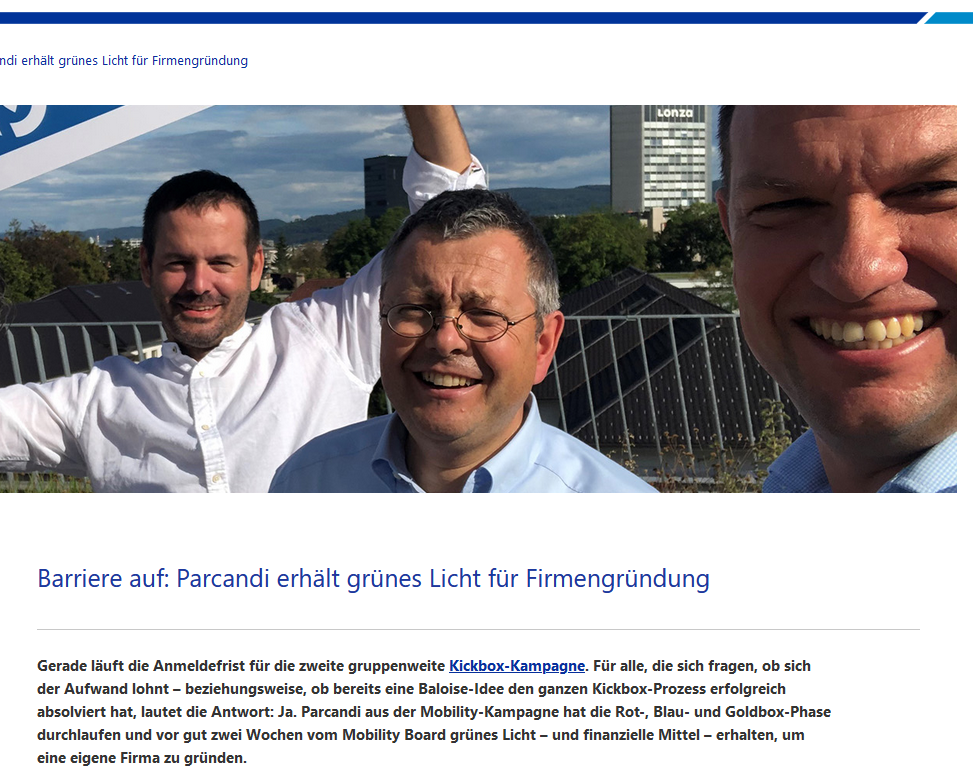 ndi erhält grünes Licht für Firmengründung
Lonza
Barriere auf: Parcandi erhält grünes Licht für Firmengründung
Gerade läuft die Anmeldefrist für die zweite gruppenweite Kickbox-Kampagne. Für alle, die sich fragen, ob sich
der Aufwand lohnt – beziehungsweise, ob bereits eine Baloise-Idee den ganzen Kickbox-Prozess erfolgreich
absolviert hat, lautet die Antwort: Ja. Parcandi aus der Mobility-Kampagne hat die Rot-, Blau- und Goldbox-Phase
durchlaufen und vor gut zwei Wochen vom Mobility Board grünes Licht – und finanzielle Mittel – erhalten, um
eine eigene Firma zu gründen.